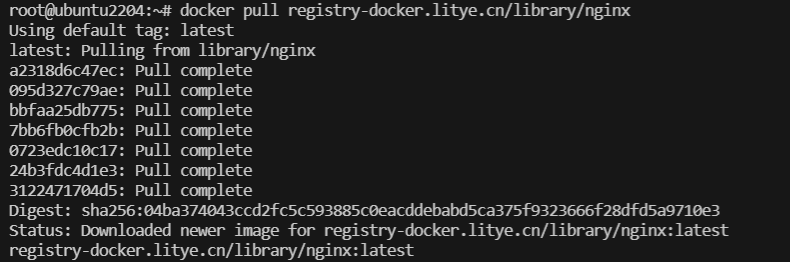 root@ubuntu2204:~# docker pull registry-docker.litye.cn/library/nginx
Using default tag: latest
latest: Pulling from library/nginx
a2318d6c47ec: Pull complete
095d327c79ae: Pull complete
bbfaa25db775: Pull complete
7bb6fb0cfb2b: Pull complete
0723edc10c17: Pull complete
24b3fdc4d1e3: Pull complete
3122471704d5: Pull complete
Digest: sha256:04ba374043ccd2fc5c593885c0eacddebabd5ca375f9323666f28dfd5a9710e3
Status: Downloaded newer image for registry-docker.litye.cn/library/nginx:latest
registry-docker.litye.cn/library/nginx:latest